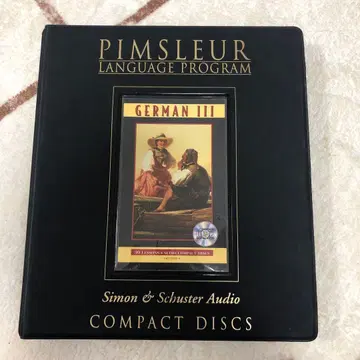 PIMSLEUR
LANGUAGE PROGRAM
GERMAN III
Simon & Schuster Audio
COMPACT DISCS